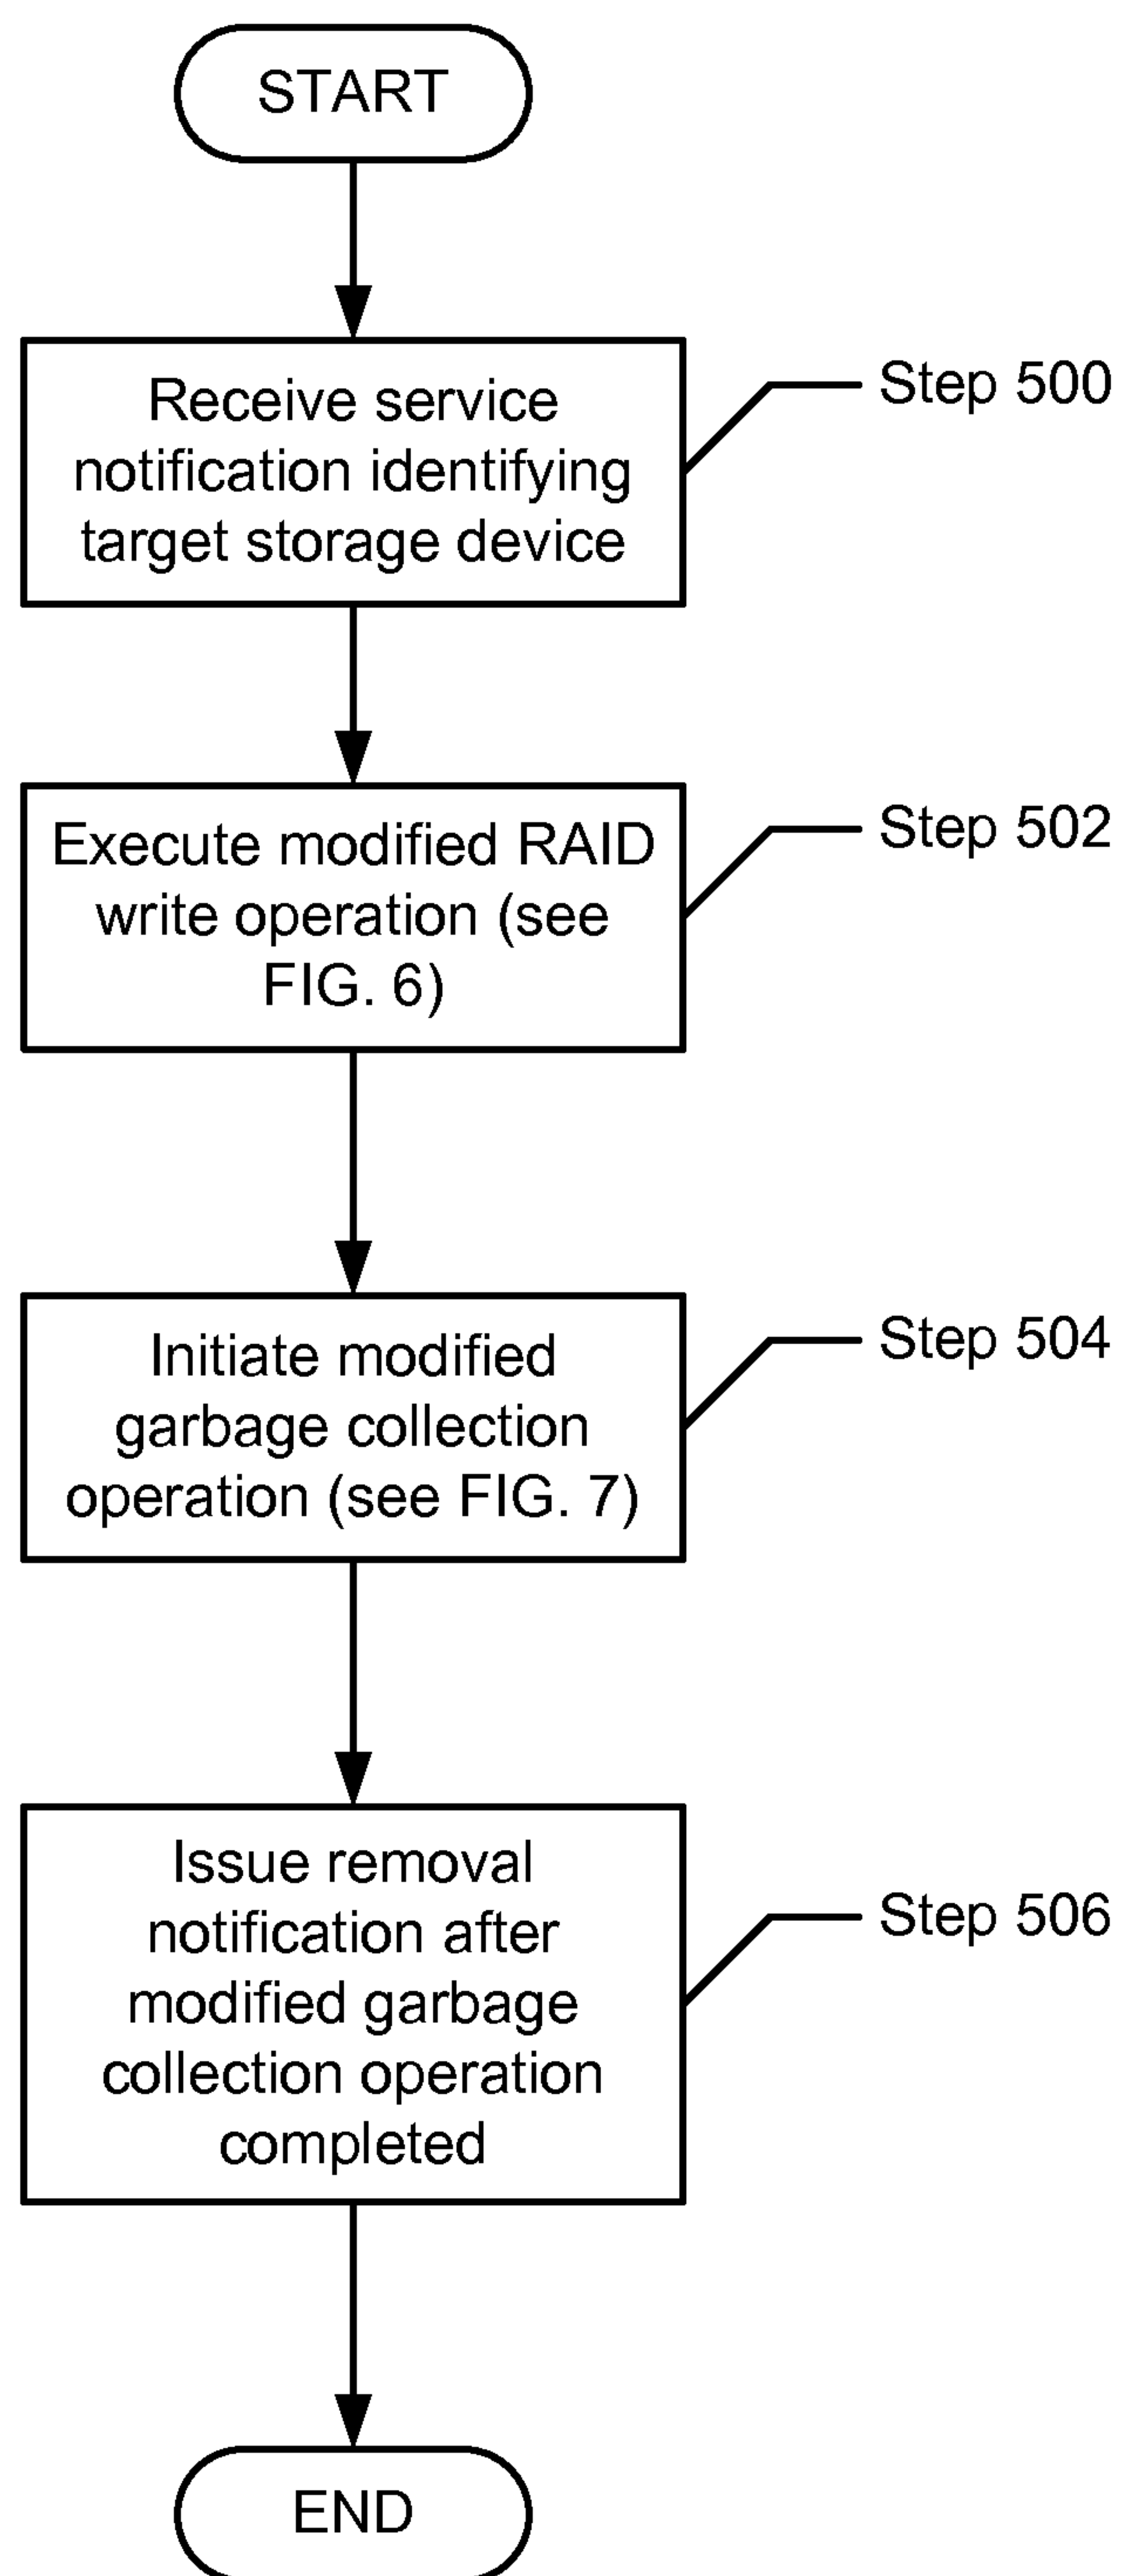 START
Receive service
notification identifying
target storage device
Step 500
Execute modified RAID
write operation (see
FIG. 6)
Step 502
Initiate modified
garbage collection
operation (see FIG. 7)
Step 504
Issue removal
notification after
modified garbage
collection operation
completed
Step 506
END